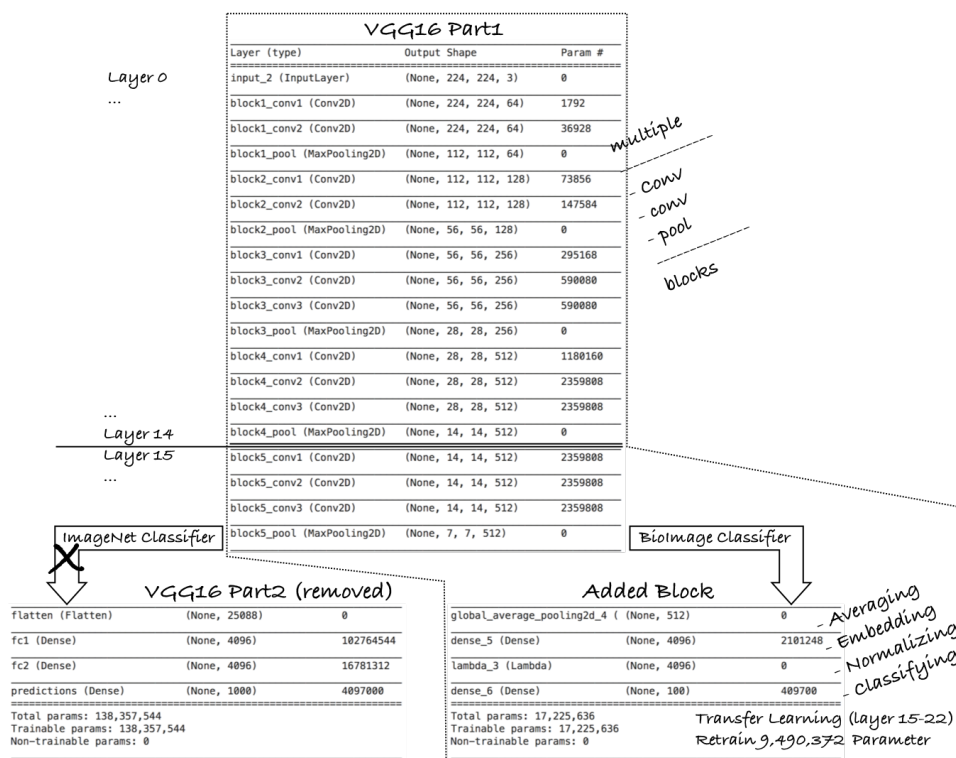 VGG16 Part1
Layer (type) Output Shape Param #
Layer 0 input_2 (InputLayer) (None, 224, 224, 3) 0
... block1_conv1 (Conv2D) (None, 224, 224, 64) 1792
block1_conv2 (Conv2D) (None, 224, 224, 64) 36928
block1_pool (MaxPooling2D) (None, 112, 112, 64) 0
block2_conv1 (Conv2D) (None, 112, 112, 128) 73856
block2_conv2 (Conv2D) (None, 112, 112, 128) 147584
block2_pool (MaxPooling2D) (None, 56, 56, 128) 0
block3_conv1 (Conv2D) (None, 56, 56, 256) 295168
block3_conv2 (Conv2D) (None, 56, 56, 256) 590080
block3_conv3 (Conv2D) (None, 56, 56, 256) 590080
block3_pool (MaxPooling2D) (None, 28, 28, 256) 0
block4_conv1 (Conv2D) (None, 28, 28, 512) 1180160
block4_conv2 (Conv2D) (None, 28, 28, 512) 2359808
block4_conv3 (Conv2D) (None, 28, 28, 512) 2359808
...
Layer 14 block4_pool (MaxPooling2D) (None, 14, 14, 512) 0
Layer 15 block5_conv1 (Conv2D) (None, 14, 14, 512) 2359808
... block5_conv2 (Conv2D) (None, 14, 14, 512) 2359808
block5_conv3 (Conv2D) (None, 14, 14, 512) 2359808
block5_pool (MaxPooling2D) (None, 7, 7, 512) 0
multiple
- conv
- conv
- pool
blocks
ImageNet Classifier
X
BioImage Classifier
VGG16 Part2 (removed)
flatten (Flatten) (None, 25088) 0
fc1 (Dense) (None, 4096) 102764544
fc2 (Dense) (None, 4096) 16781312
predictions (Dense) (None, 1000) 4097000
Total params: 138,357,544
Trainable params: 138,357,544
Non-trainable params: 0
Added Block
global_average_pooling2d_4 ( (None, 512) 0
dense_5 (Dense) (None, 4096) 2101248
lambda_3 (Lambda) (None, 4096) 0
dense_6 (Dense) (None, 100) 409700
- Averaging
- Embedding
- Normalizing
- Classifying
Total params: 17,225,636
Trainable params: 17,225,636
Non-trainable params: 0
Transfer Learning (layer 15-22)
Retrain 9,490,372 Parameter